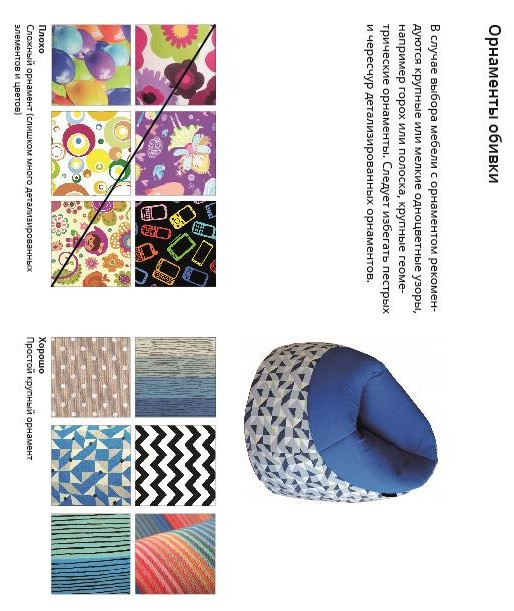 Орнаменты обивки
В случае выбора мебели с орнаментом рекомен-
дуются крупные или мелкие одноцветные узоры,
например горох или полоска, крупные геоме-
трические орнаменты. Следует избегать пестрых
и чересчур детализированных орнаментов.
Плохо
Сложный орнамент (слишком много детализированных
элементов и цветов)
Хорошо
Простой крупный орнамент